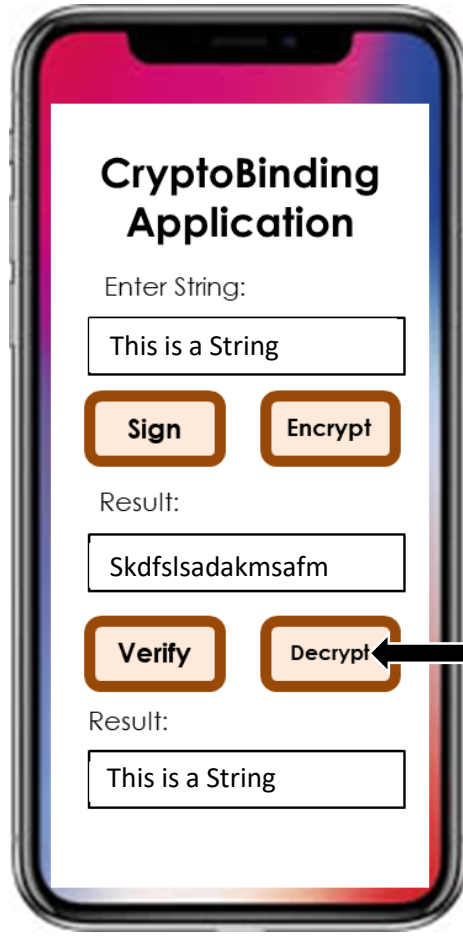 CryptoBinding
Application
Enter String:
This is a String
Sign Encrypt
Result:
Skdfslsadakmsafm
Verify Decrypt
Result:
This is a String